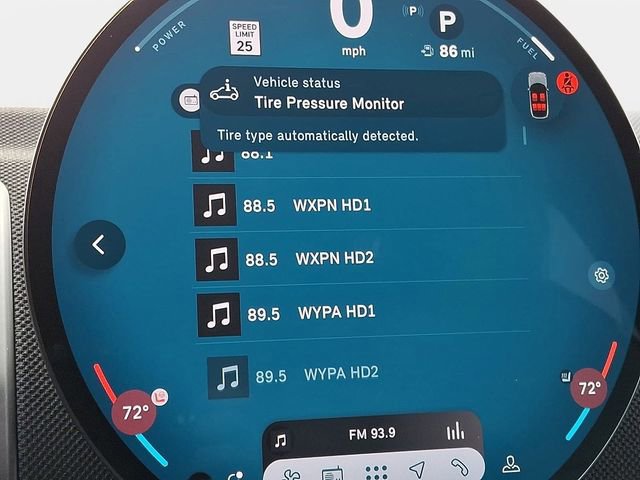 POWER
SPEED
LIMIT
25
0
mph
(P)
P
86 mi
FUEL
Vehicle status
Tire Pressure Monitor
Tire type automatically detected.
88.1
88.5 WXPN HD1
88.5 WXPN HD2
89.5 WYPA HD1
89.5 WYPA HD2
72°
72°
FM 93.9